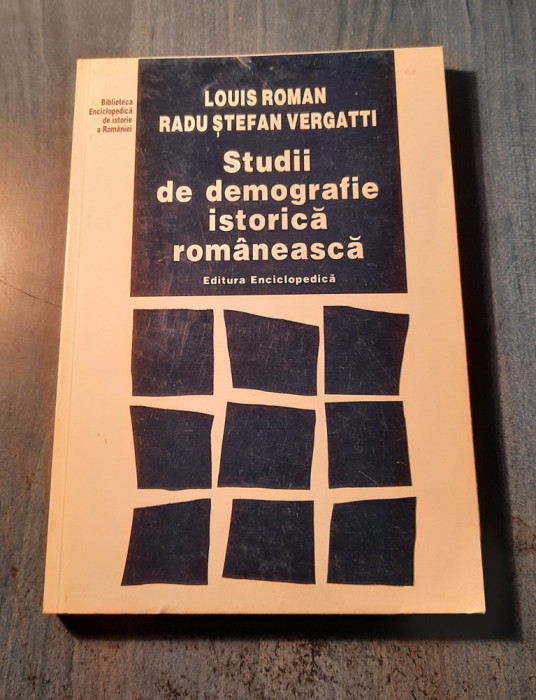 Biblioteca
Enciclopedică
de istorie
a României
LOUIS ROMAN
RADU ȘTEFAN VERGATTI
Studii
de demografie
istorică
românească
Editura Enciclopedică